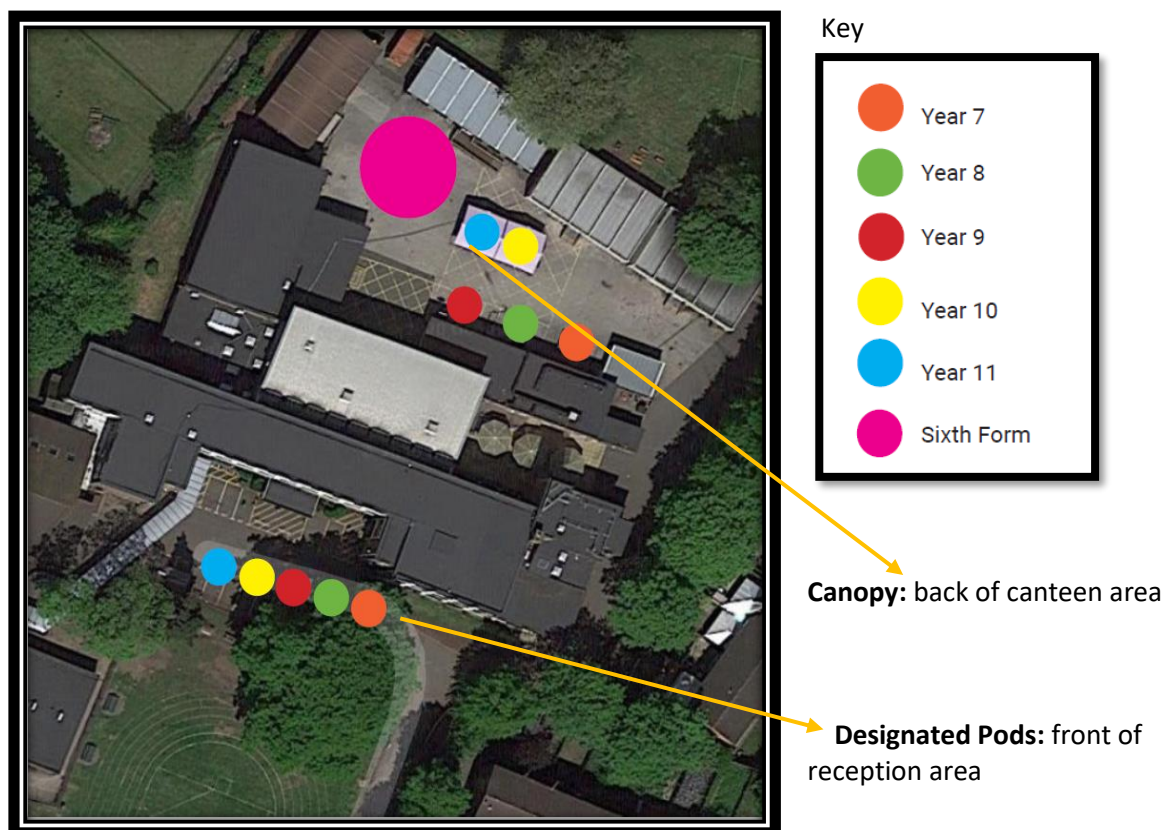 Key
Year 7
Year 8
Year 9
Year 10
Year 11
Sixth Form
Canopy: back of canteen area
Designated Pods: front of
reception area